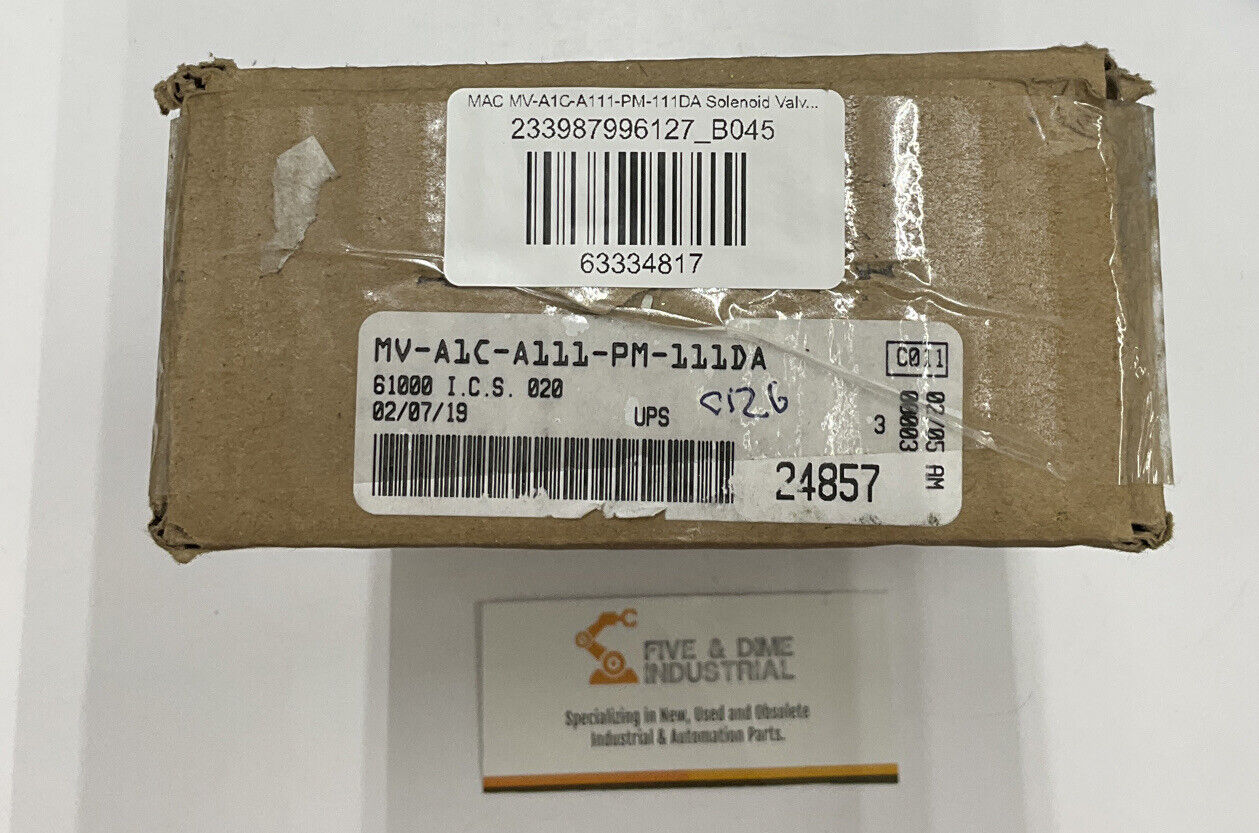 MAC MV-A1C-A111-PM-111DA Solenoid Valv...
233987996127_B045
63334817
MV-A1C-A111-PM-111DA
C011
61000 I.C.S. 020
02/07/19
UPS
3
00003
02/05 AM
24857
FIVE & DIME
INDUSTRIAL
Specializing in New, Used and Obsolete
Industrial & Automation Parts.